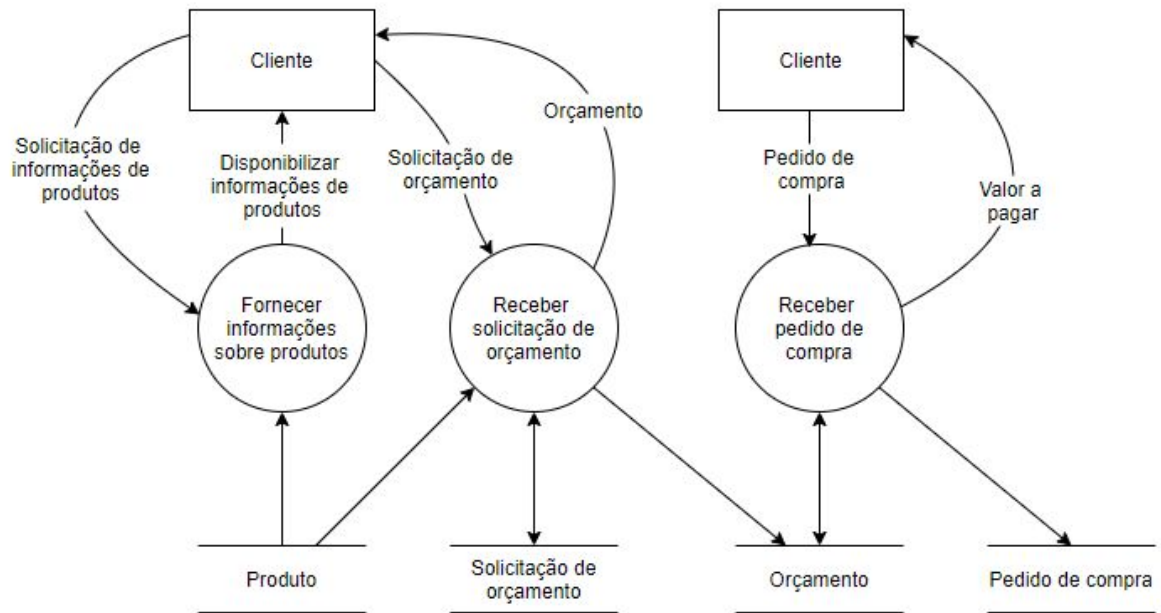 Cliente
Cliente
Orçamento
Solicitação de
informações de
produtos
Disponibilizar
informações de
produtos
Solicitação de
orçamento
Pedido de
compra
Valor a
pagar
Fornecer
informações
sobre produtos
Receber
solicitação de
orçamento
Receber
pedido de
compra
Produto
Solicitação de
orçamento
Orçamento
Pedido de compra